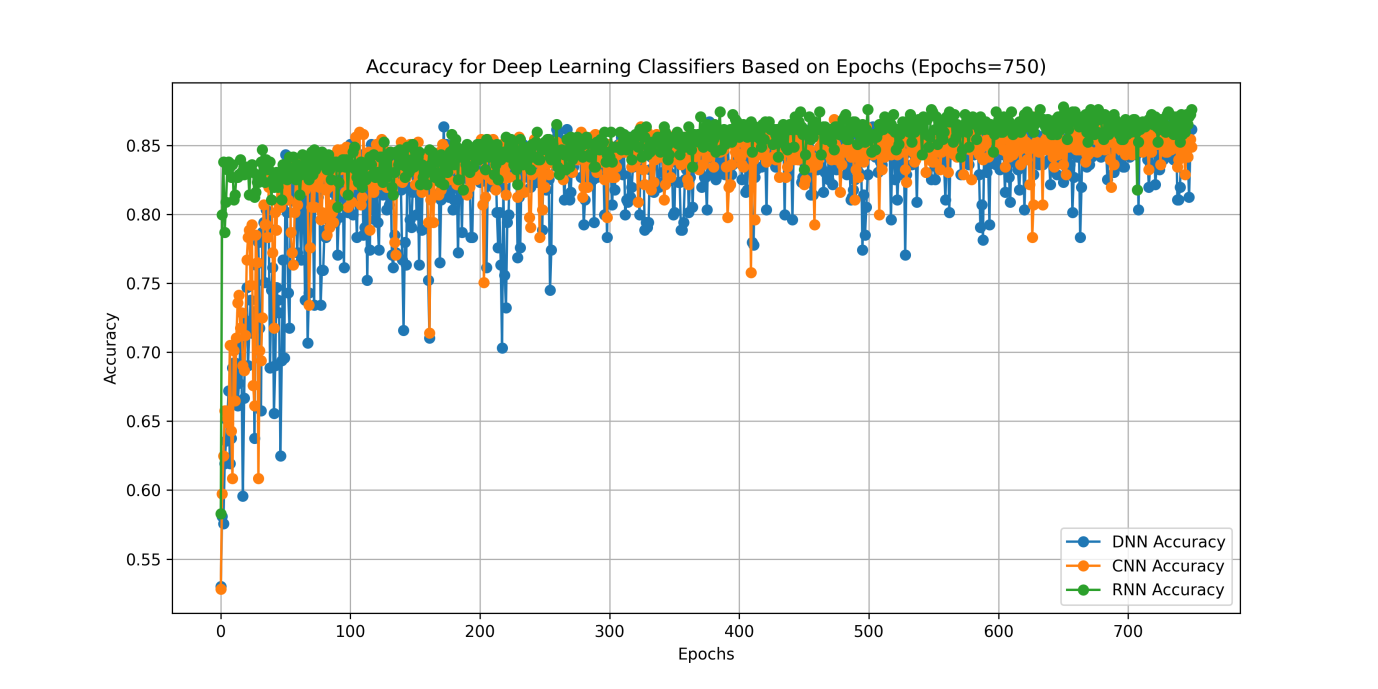 Accuracy for Deep Learning Classifiers Based on Epochs (Epochs=750)
Accuracy
0.85
0.80
0.75
0.70
0.65
0.60
0.55
DNN Accuracy
CNN Accuracy
RNN Accuracy
0 100 200 300 400 500 600 700
Epochs